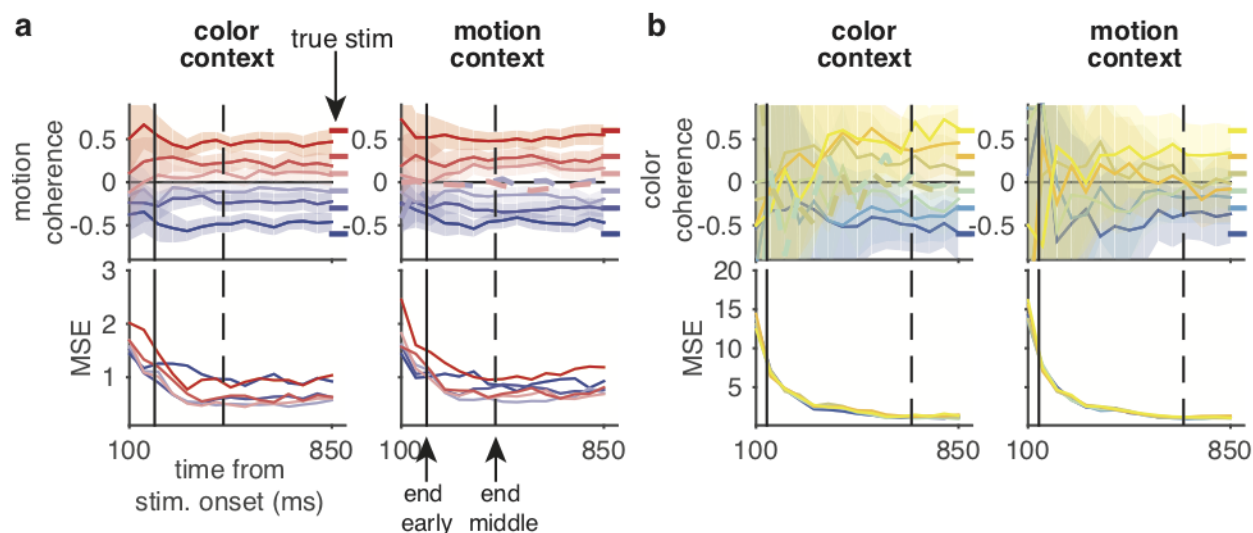 a
color
context
true stim
motion
context
b
color
context
motion
context
motion
coherence
0.5
0
-0.5
0.5
0
-0.5
color
coherence
0.5
0
-0.5
0.5
0
-0.5
MSE
3
2
1
MSE
20
15
10
5
100
850
100
850
100
850
100
850
time from
stim. onset (ms)
end
early
end
middle